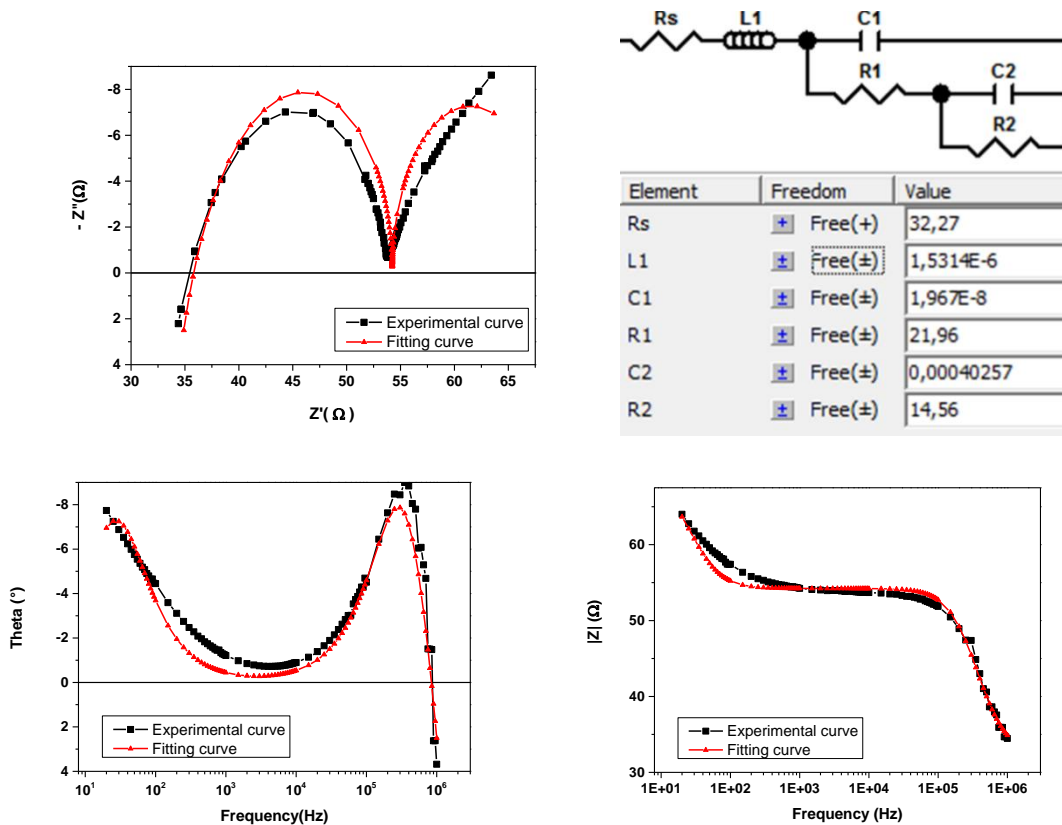 -8
-6
-4
-2
0
2
4
30 35 40 45 50 55 60 65
- Z''(Ω)
Z'( Ω )
Experimental curve
Fitting curve
Rs L1 C1
R1 C2
R2
Element Freedom Value
Rs + Free(+) 32,27
L1 ± Free(±) 1,5314E-6
C1 ± Free(±) 1,967E-8
R1 ± Free(±) 21,96
C2 ± Free(±) 0,00040257
R2 ± Free(±) 14,56
-8
-6
-4
-2
0
2
4
10¹ 10² 10³ 10⁴ 10⁵ 10⁶
Theta (°)
Frequency(Hz)
Experimental curve
Fitting curve
60
50
40
30
1E+01 1E+02 1E+03 1E+04 1E+05 1E+06
|Z| (Ω)
Frequency (Hz)
Experimental curve
Fitting curve